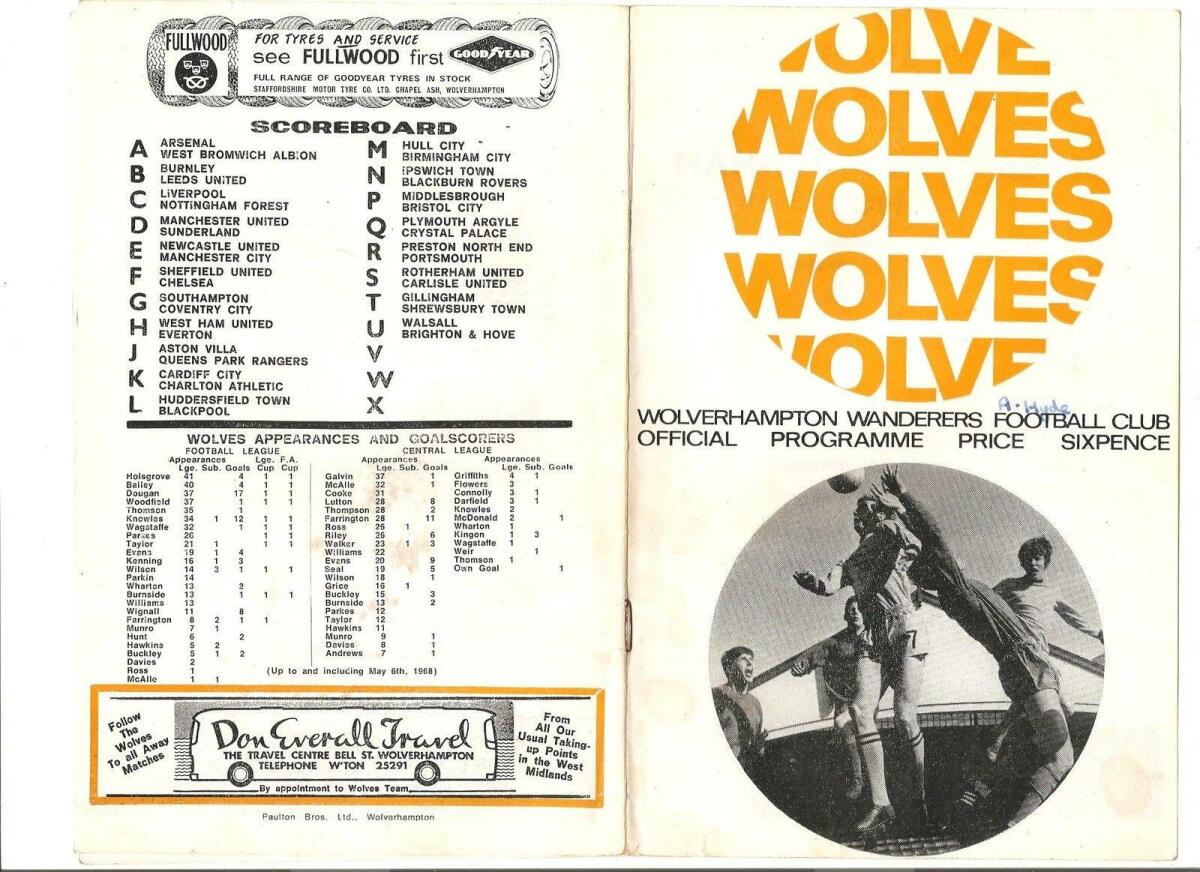 FULLWOOD
FOR TYRES AND SERVICE
see FULLWOOD first
GOOD YEAR
FULL RANGE OF GOODYEAR TYRES IN STOCK
STAFFORDSHIRE MOTOR TYRE CO. LTD. CHAPEL ASH, WOLVERHAMPTON
SCOREBOARD
A ARSENAL
WEST BROMWICH ALBION
B BURNLEY
LEEDS UNITED
C LIVERPOOL
NOTTINGHAM FOREST
D MANCHESTER UNITED
SUNDERLAND
E NEWCASTLE UNITED
MANCHESTER CITY
F SHEFFIELD UNITED
CHELSEA
G SOUTHAMPTON
COVENTRY CITY
H WEST HAM UNITED
EVERTON
J ASTON VILLA
QUEENS PARK RANGERS
K CARDIFF CITY
CHARLTON ATHLETIC
L HUDDERSFIELD TOWN
BLACKPOOL
M HULL CITY
BIRMINGHAM CITY
N IPSWICH TOWN
BLACKBURN ROVERS
P MIDDLESBROUGH
BRISTOL CITY
Q PLYMOUTH ARGYLE
CRYSTAL PALACE
R PRESTON NORTH END
PORTSMOUTH
S ROTHERHAM UNITED
CARLISLE UNITED
T GILLINGHAM
SHREWSBURY TOWN
U WALSALL
BRIGHTON & HOVE
V
W
X
WOLVES APPEARANCES AND GOALSCORERS
FOOTBALL LEAGUE
Appearances Lge. F.A.
Lge. Sub. Goals Cup Cup
Holsgrove 41 4 1 1
Bailey 40 4 1 1
Dougan 37 17 1 1
Woodfield 37 1 1 1
Thomson 35 1
Knowles 34 1 12 1 1
Wagstaffe 32 1 1 1
Parkes 26 1 1
Taylor 21 1 1 1
Evans 19 1 4
Kenning 16 1 3
Wilson 14 3 1 1 1
Parkin 14
Wharton 13 2
Burnside 13 1 1 1
Williams 13
Wignall 11 8
Farrington 8 2 1 1
Munro 7 1
Hunt 6 2
Hawkins 5 2
Buckley 5 1 2
Davies 2
Ross 1
McAlle 1 1
CENTRAL LEAGUE
Appearances
Lge. Sub. Goals
Galvin 37 1
McAlle 32 1
Cooke 31
Lutton 28 8
Thompson 28 2
Farrington 28 11
Ross 26 1
Riley 26 6
Walker 23 1 3
Williams 22
Evans 20 9
Seal 19 5
Wilson 18 1
Grice 16 1
Buckley 15 3
Burnside 13 2
Parkes 12
Taylor 12
Hawkins 11
Munro 9 1
Davies 8 1
Andrews 7 1
Appearances
Lge. Sub. Goals
Griffiths 4 1
Flowers 3
Connolly 3 1
Darfield 3 1
Knowles 2
McDonald 2 1
Wharton 1
Kingon 1 3
Wagstaffe 1
Weir 1
Thomson 1
Own Goal 1
(Up to and including May 6th, 1968)
Follow
The
Wolves
To all Away
Matches
Don Everall Travel
THE TRAVEL CENTRE BELL ST. WOLVERHAMPTON
TELEPHONE W'TON 25291
By appointment to Wolves Team
From
All Our
Usual Taking-
up Points
in the West
Midlands
Paulton Bros. Ltd., Wolverhampton
WOLVE
WOLVES
WOLVES
WOLVES
WOLVE
A. Hyde
WOLVERHAMPTON WANDERERS FOOTBALL CLUB
OFFICIAL PROGRAMME PRICE SIXPENCE
7